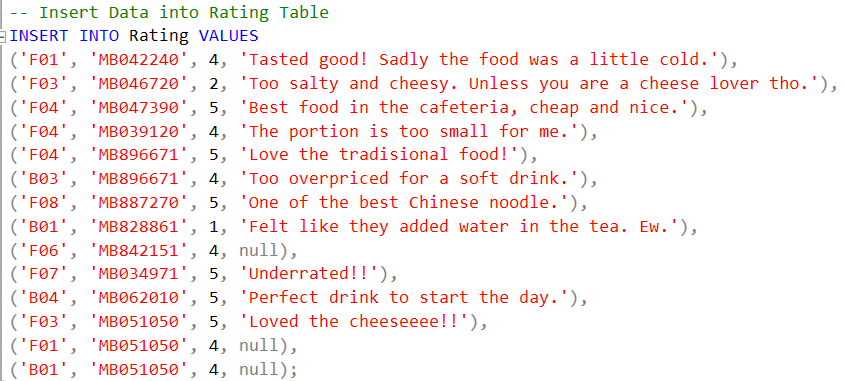 -- Insert Data into Rating Table
INSERT INTO Rating VALUES
('F01', 'MB042240', 4, 'Tasted good! Sadly the food was a little cold.'),
('F03', 'MB046720', 2, 'Too salty and cheesy. Unless you are a cheese lover tho.'),
('F04', 'MB047390', 5, 'Best food in the cafeteria, cheap and nice.'),
('F04', 'MB039120', 4, 'The portion is too small for me.'),
('F04', 'MB896671', 5, 'Love the tradisional food!'),
('B03', 'MB896671', 4, 'Too overpriced for a soft drink.'),
('F08', 'MB887270', 5, 'One of the best Chinese noodle.'),
('B01', 'MB828861', 1, 'Felt like they added water in the tea. Ew.'),
('F06', 'MB842151', 4, null),
('F07', 'MB034971', 5, 'Underrated!!'),
('B04', 'MB062010', 5, 'Perfect drink to start the day.'),
('F03', 'MB051050', 5, 'Loved the cheeseeee!!'),
('F01', 'MB051050', 4, null),
('B01', 'MB051050', 4, null);